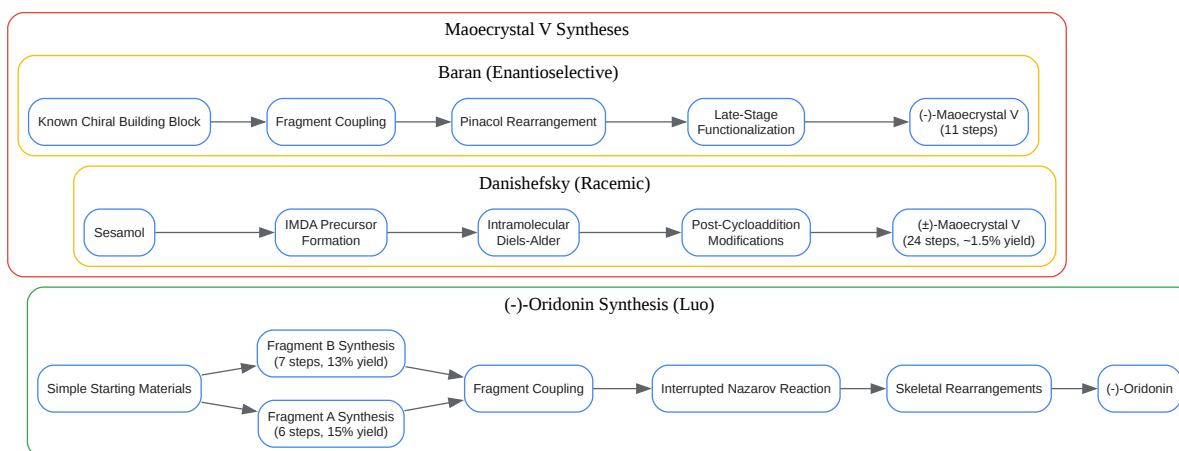 Maoecrystal V Syntheses
Baran (Enantioselective)
Known Chiral Building Block
Fragment Coupling
Pinacol Rearrangement
Late-Stage
Functionalization
(-)-Maoecrystal V
(11 steps)
Danishefsky (Racemic)
Sesamol
IMDA Precursor
Formation
Intramolecular
Diels-Alder
Post-Cycloaddition
Modifications
(±)-Maoecrystal V
(24 steps, ~1.5% yield)
(-)-Oridonin Synthesis (Luo)
Simple Starting Materials
Fragment B Synthesis
(7 steps, 13% yield)
Fragment A Synthesis
(6 steps, 15% yield)
Fragment Coupling
Interrupted Nazarov Reaction
Skeletal Rearrangements
(-)-Oridonin